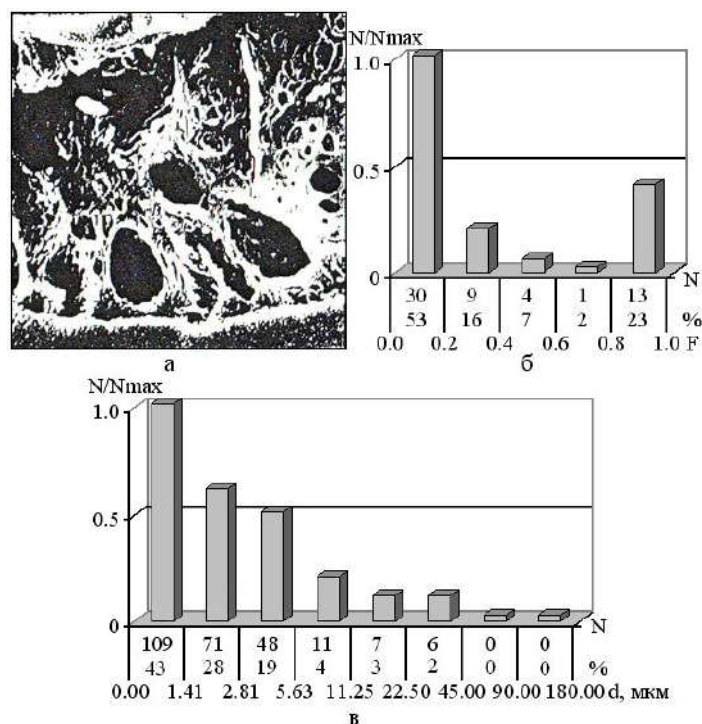 N/Nmax
1.0
0.5
0
N
30 9 4 1 13
53 16 7 2 23 %
0.0 0.2 0.4 0.6 0.8 1.0 F
а
б
N/Nmax
1.0
0.5
0
N
109 71 48 11 7 6 0 0
43 28 19 4 3 2 0 0 %
0.00 1.41 2.81 5.63 11.25 22.50 45.00 90.00 180.00 d, мкм
в